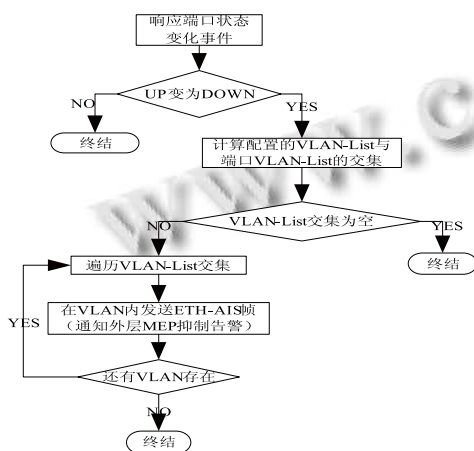 响应端口状态
变化事件
UP变为DOWN
NO
YES
终结
计算配置的VLAN-List与
端口VLAN-List的交集
VLAN-List交集为空
NO
YES
终结
遍历VLAN-List交集
YES
在VLAN内发送ETH-AIS帧
(通知外层MEP抑制告警)
还有VLAN存在
NO
终结
www.c